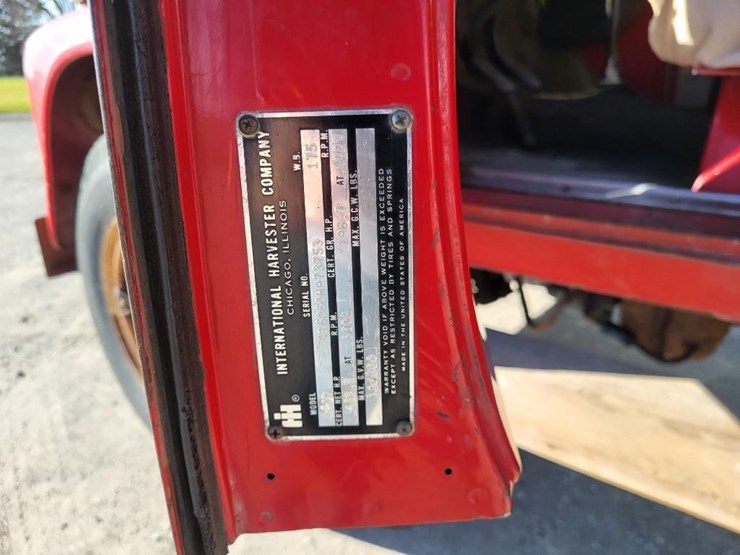 IH ®
INTERNATIONAL HARVESTER COMPANY
CHICAGO, ILLINOIS
MODEL SERIAL NO. W.B.
175
CERT. NET H.P. R.P.M. CERT. GR. H.P. R.P.M.
AT AT
MAX. G.V.W. LBS. MAX. G.C.W. LBS.
WARRANTY VOID IF ABOVE WEIGHT IS EXCEEDED
EXCEPT AS RESTRICTED BY TIRES AND SPRINGS
MADE IN THE UNITED STATES OF AMERICA